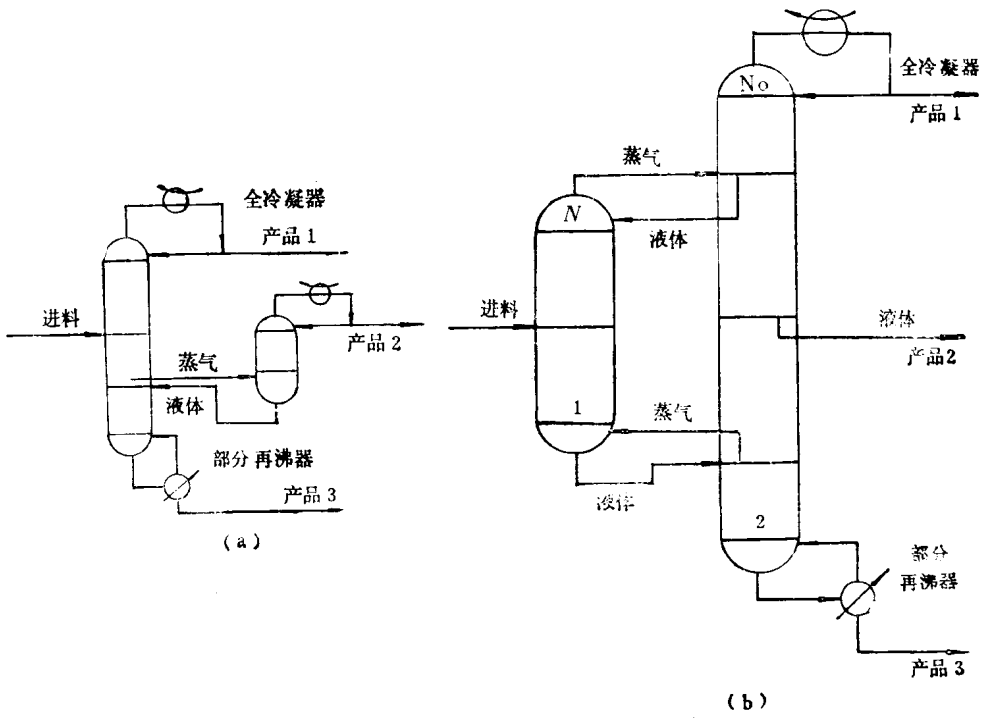 全冷凝器
产品 1
进料
蒸气
液体
产品 2
部分 再沸器
产品 3
(a)
No
全冷凝器
产品 1
蒸气
N
液体
进料
液体
产品2
1
蒸气
液体
2
部分
再沸器
产品 3
(b)